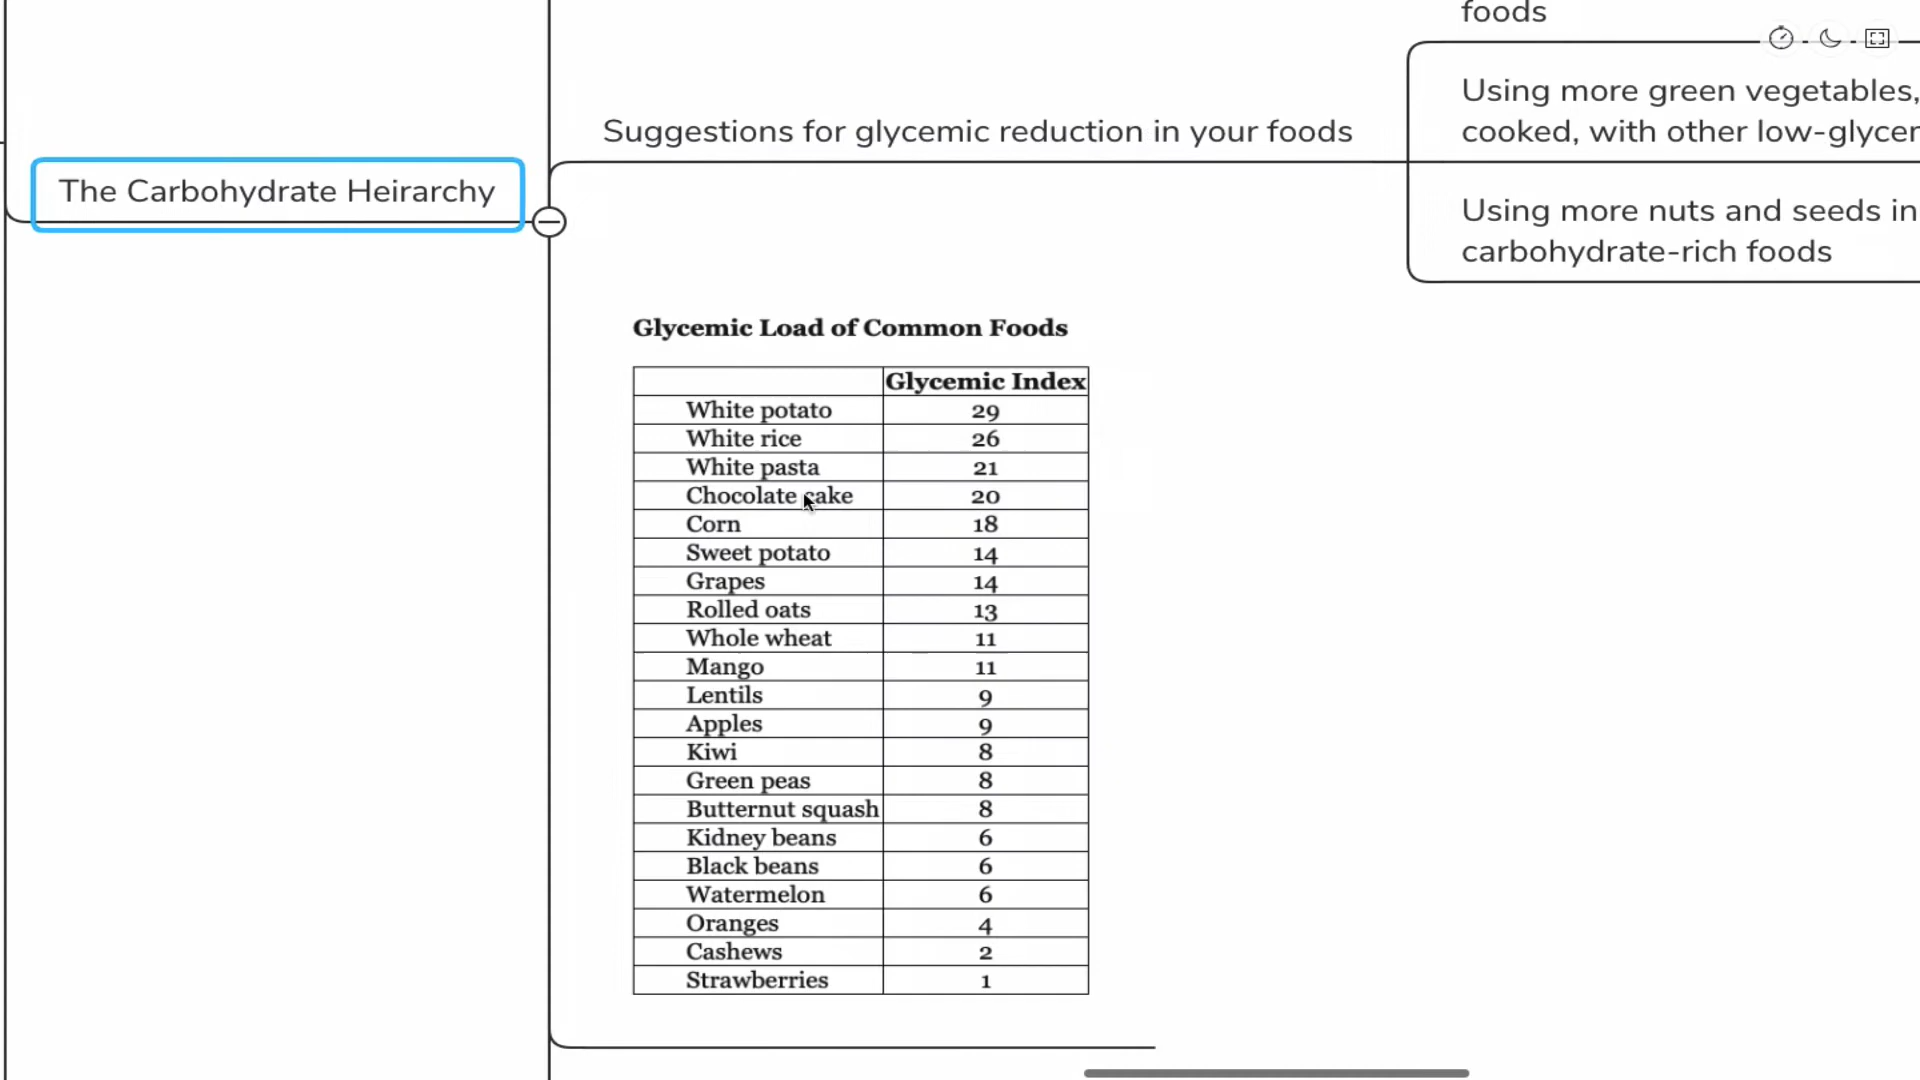 foods
Using more green vegetables,
cooked, with other low-glycer
Suggestions for glycemic reduction in your foods
The Carbohydrate Heirarchy
Using more nuts and seeds in
carbohydrate-rich foods
Glycemic Load of Common Foods
Glycemic Index
White potato 29
White rice 26
White pasta 21
Chocolate cake 20
Corn 18
Sweet potato 14
Grapes 14
Rolled oats 13
Whole wheat 11
Mango 11
Lentils 9
Apples 9
Kiwi 8
Green peas 8
Butternut squash 8
Kidney beans 6
Black beans 6
Watermelon 6
Oranges 4
Cashews 2
Strawberries 1